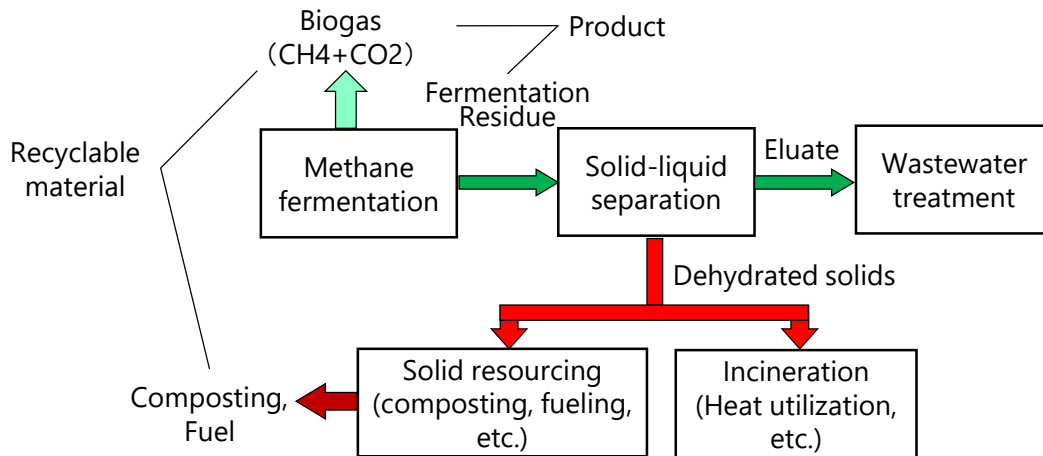 Biogas
（CH4+CO2）
Product
Fermentation
Residue
Recyclable
material
Methane
fermentation
Solid-liquid
separation
Eluate
Wastewater
treatment
Dehydrated solids
Solid resourcing
(composting, fueling,
etc.)
Incineration
(Heat utilization,
etc.)
Composting,
Fuel